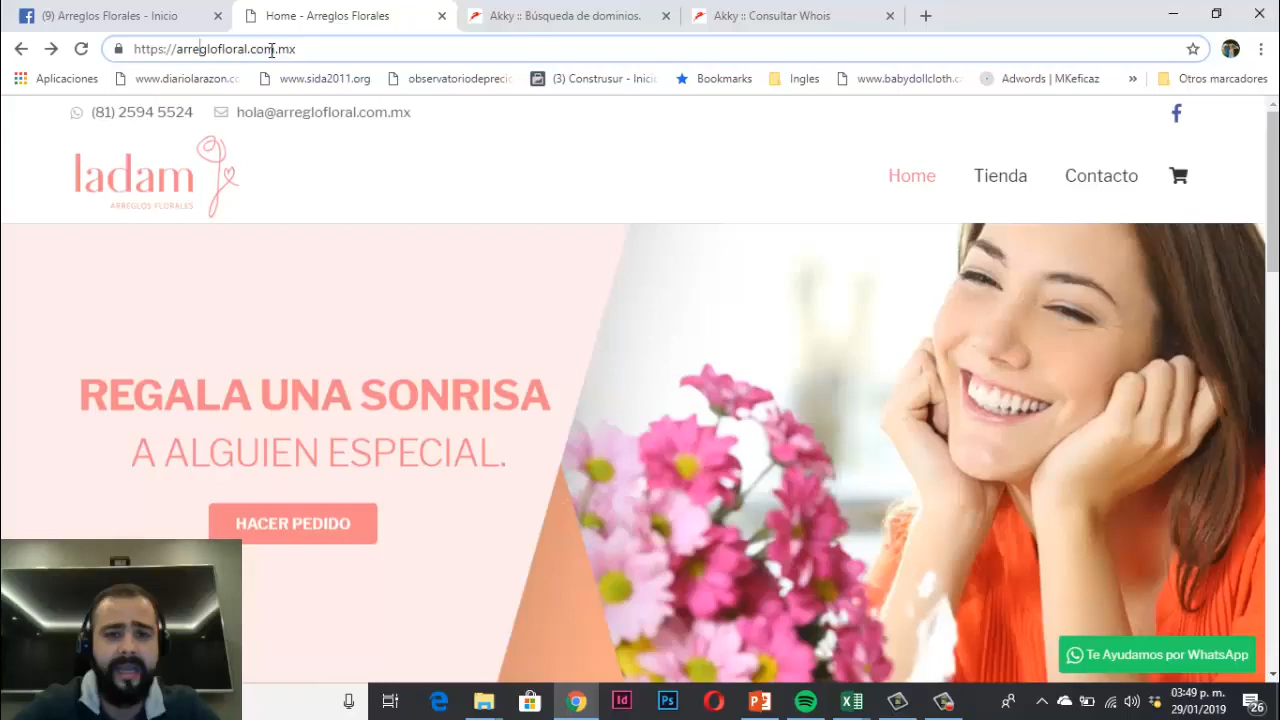 (9) Arreglos Florales - Inicio
Home - Arreglos Florales
Akky :: Búsqueda de dominios.
Akky :: Consultar Whois
https://arreglofloral.com.mx
Aplicaciones
www.diariolarazon.co
www.sida2011.org
observatoriodeprecio
(3) Construsur - Inici
Bookmarks
Ingles
www.babydollcloth.c
Adwords | MKeficaz
»
Otros marcadores
(81) 2594 5524
hola@arreglofloral.com.mx
ladam
ARREGLOS FLORALES
Home
Tienda
Contacto
REGALA UNA SONRISA
A ALGUIEN ESPECIAL.
HACER PEDIDO
Te Ayudamos por WhatsApp
03:49 p. m.
29/01/2019
26